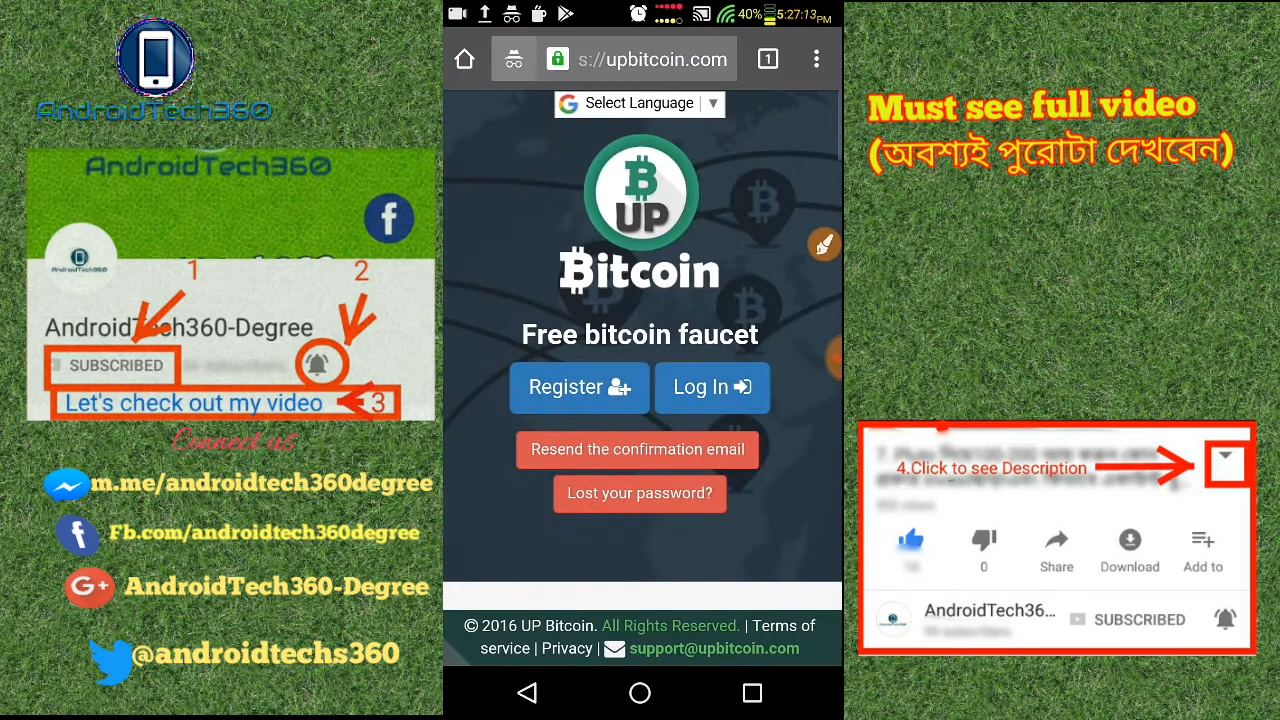 AndroidTech360
AndroidTech360
AndroidTech360
1
2
AndroidTech360-Degree
SUBSCRIBED
Let's check out my video
3
Connect us
m.me/androidtech360degree
Fb.com/androidtech360degree
G+ AndroidTech360-Degree
@androidtechs360
40% 5:27:13PM
s://upbitcoin.com
1
Select Language
UP
Bitcoin
Free bitcoin faucet
Register
Log In
Resend the confirmation email
Lost your password?
© 2016 UP Bitcoin. All Rights Reserved. | Terms of
service | Privacy | support@upbitcoin.com
Must see full video
(অবশ্যই পুরোটা দেখবেন)
4.Click to see Description
0
Share
Download
Add to
AndroidTech36...
SUBSCRIBED